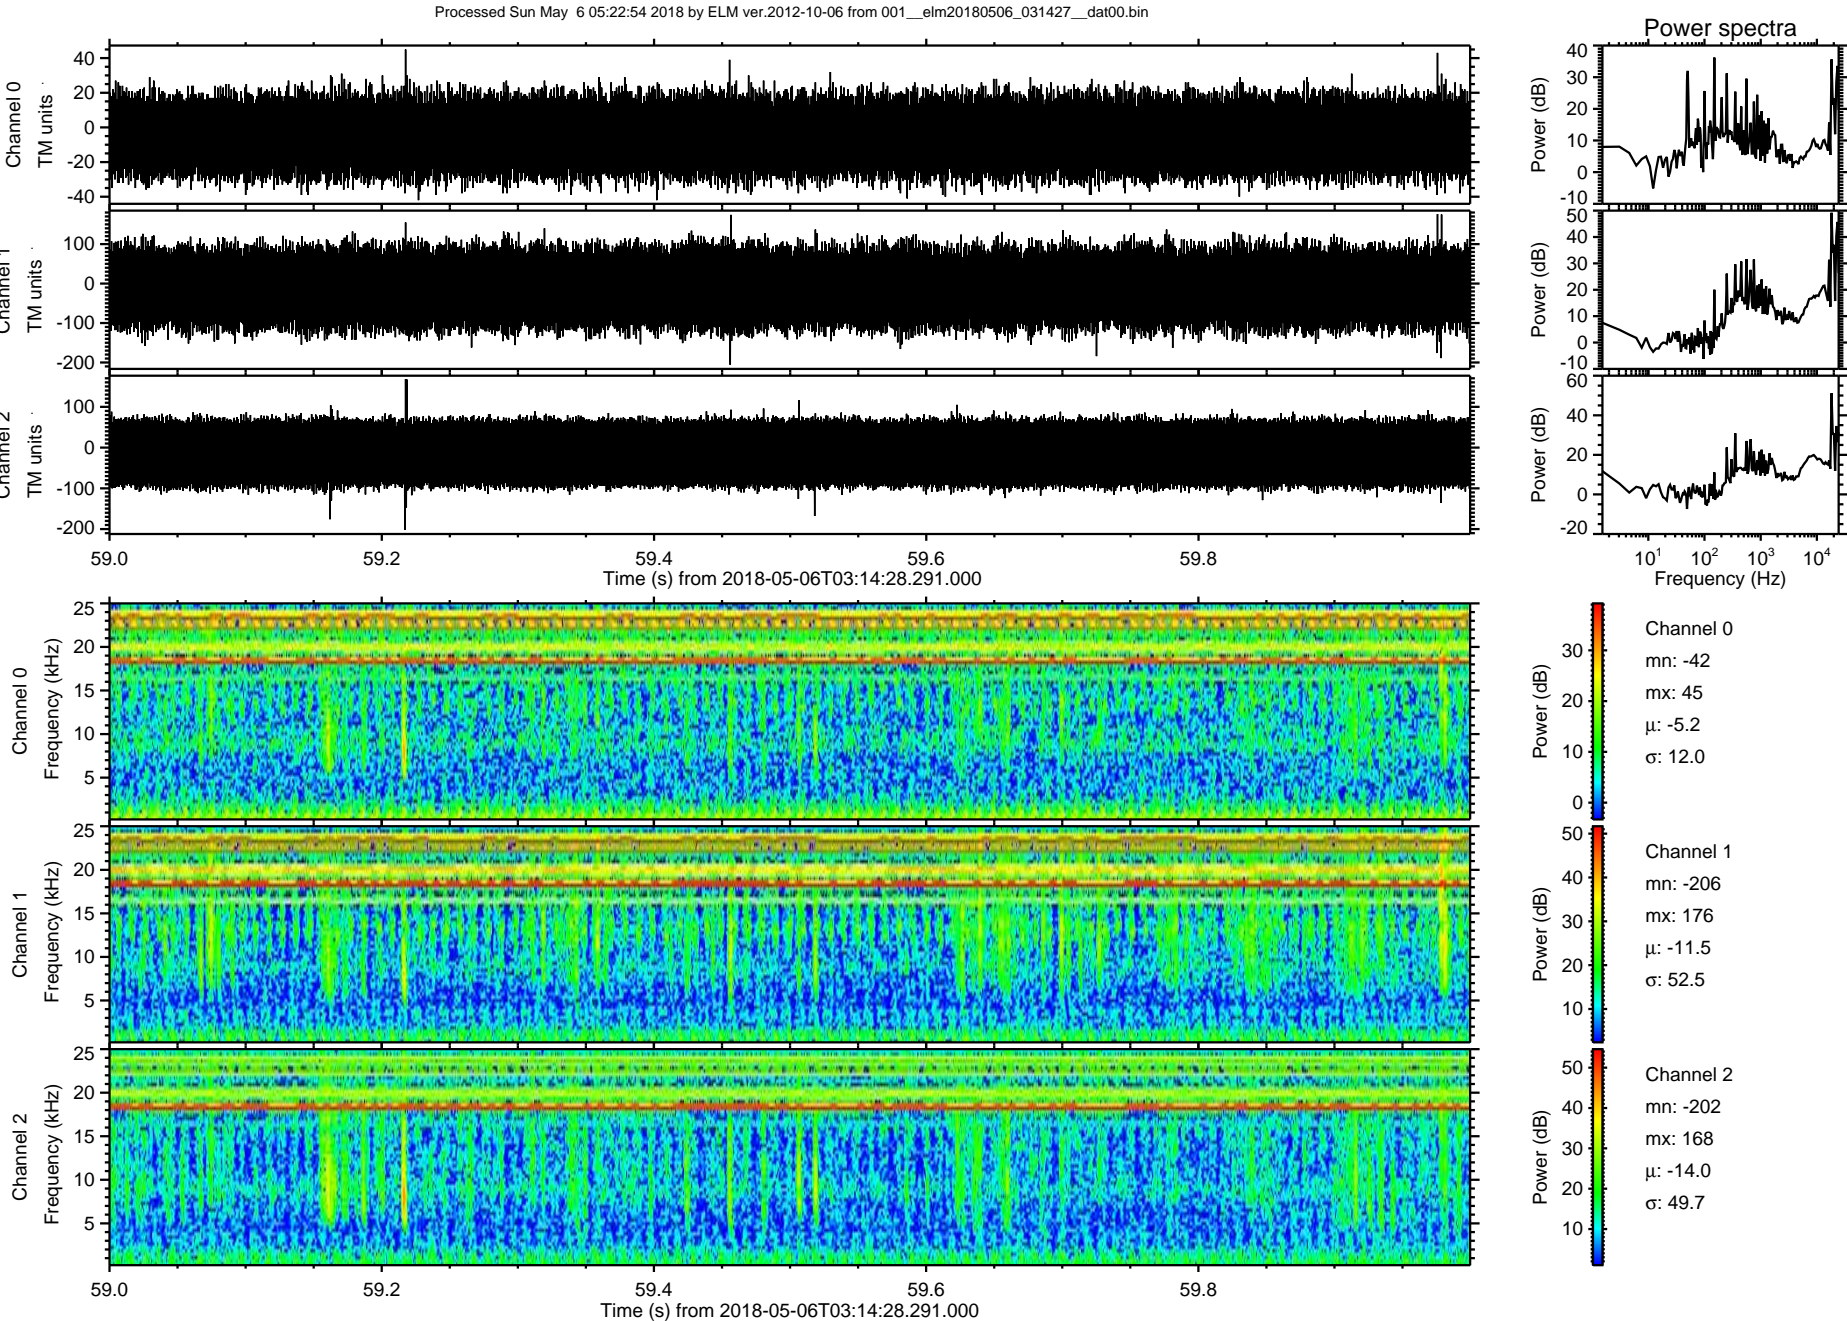 Processed Sun May  6 05:22:54 2018 by ELM ver.2012-10-06 from 001__elm20180506_031427__dat00.bin
Power spectra
Channel 0
TM units
40
20
0
-20
-40
Power (dB)
40
30
20
10
0
-10
Channel 1
TM units
100
0
-100
-200
Power (dB)
50
40
30
20
10
0
-10
Channel 2
TM units
100
0
-100
-200
Power (dB)
60
40
20
0
-20
59.0 59.2 59.4 59.6 59.8
Time (s) from 2018-05-06T03:14:28.291.000
10¹ 10² 10³ 10⁴
Frequency (Hz)
Channel 0
Frequency (kHz)
25
20
15
10
5
Power (dB)
30
20
10
0
Channel 0
mn: -42
mx: 45
μ: -5.2
σ: 12.0
Channel 1
Frequency (kHz)
25
20
15
10
5
Power (dB)
50
40
30
20
10
Channel 1
mn: -206
mx: 176
μ: -11.5
σ: 52.5
Channel 2
Frequency (kHz)
25
20
15
10
5
Power (dB)
50
40
30
20
10
Channel 2
mn: -202
mx: 168
μ: -14.0
σ: 49.7
59.0 59.2 59.4 59.6 59.8
Time (s) from 2018-05-06T03:14:28.291.000